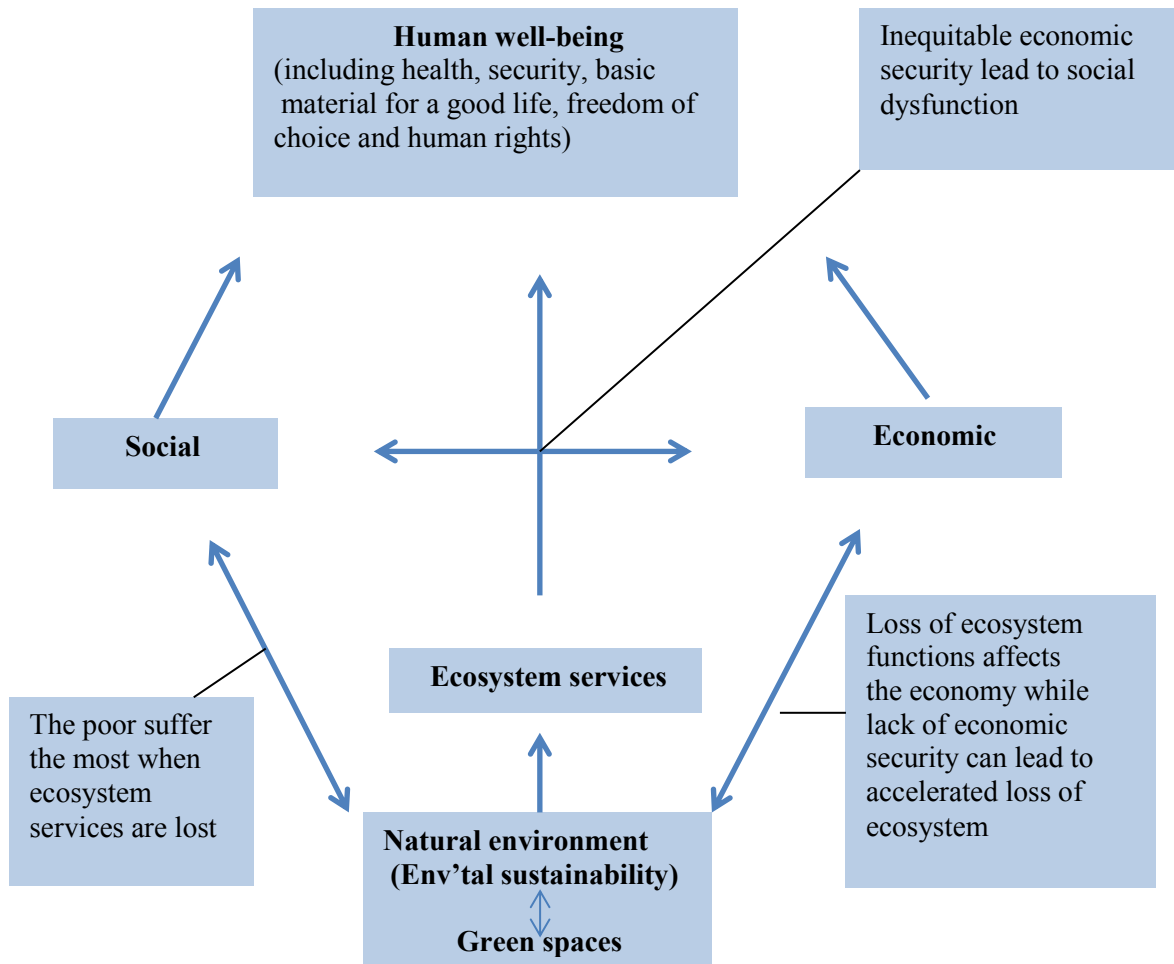 Human well-being
(including health, security, basic
material for a good life, freedom of
choice and human rights)
Inequitable economic
security lead to social
dysfunction
Social
Economic
Ecosystem services
The poor suffer
the most when
ecosystem
services are lost
Loss of ecosystem
functions affects
the economy while
lack of economic
security can lead to
accelerated loss of
ecosystem
Natural environment
(Env’tal sustainability)
Green spaces